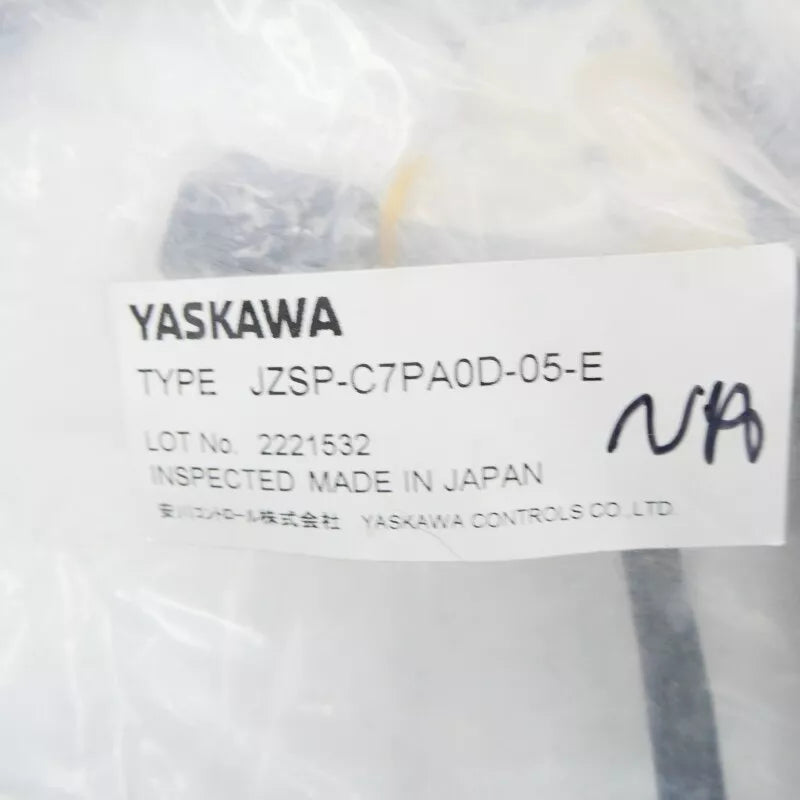 YASKAWA
TYPE JZSP-C7PA0D-05-E
NA
LOT No. 2221532
INSPECTED MADE IN JAPAN
安川コントロール株式会社 YASKAWA CONTROLS CO.,LTD.